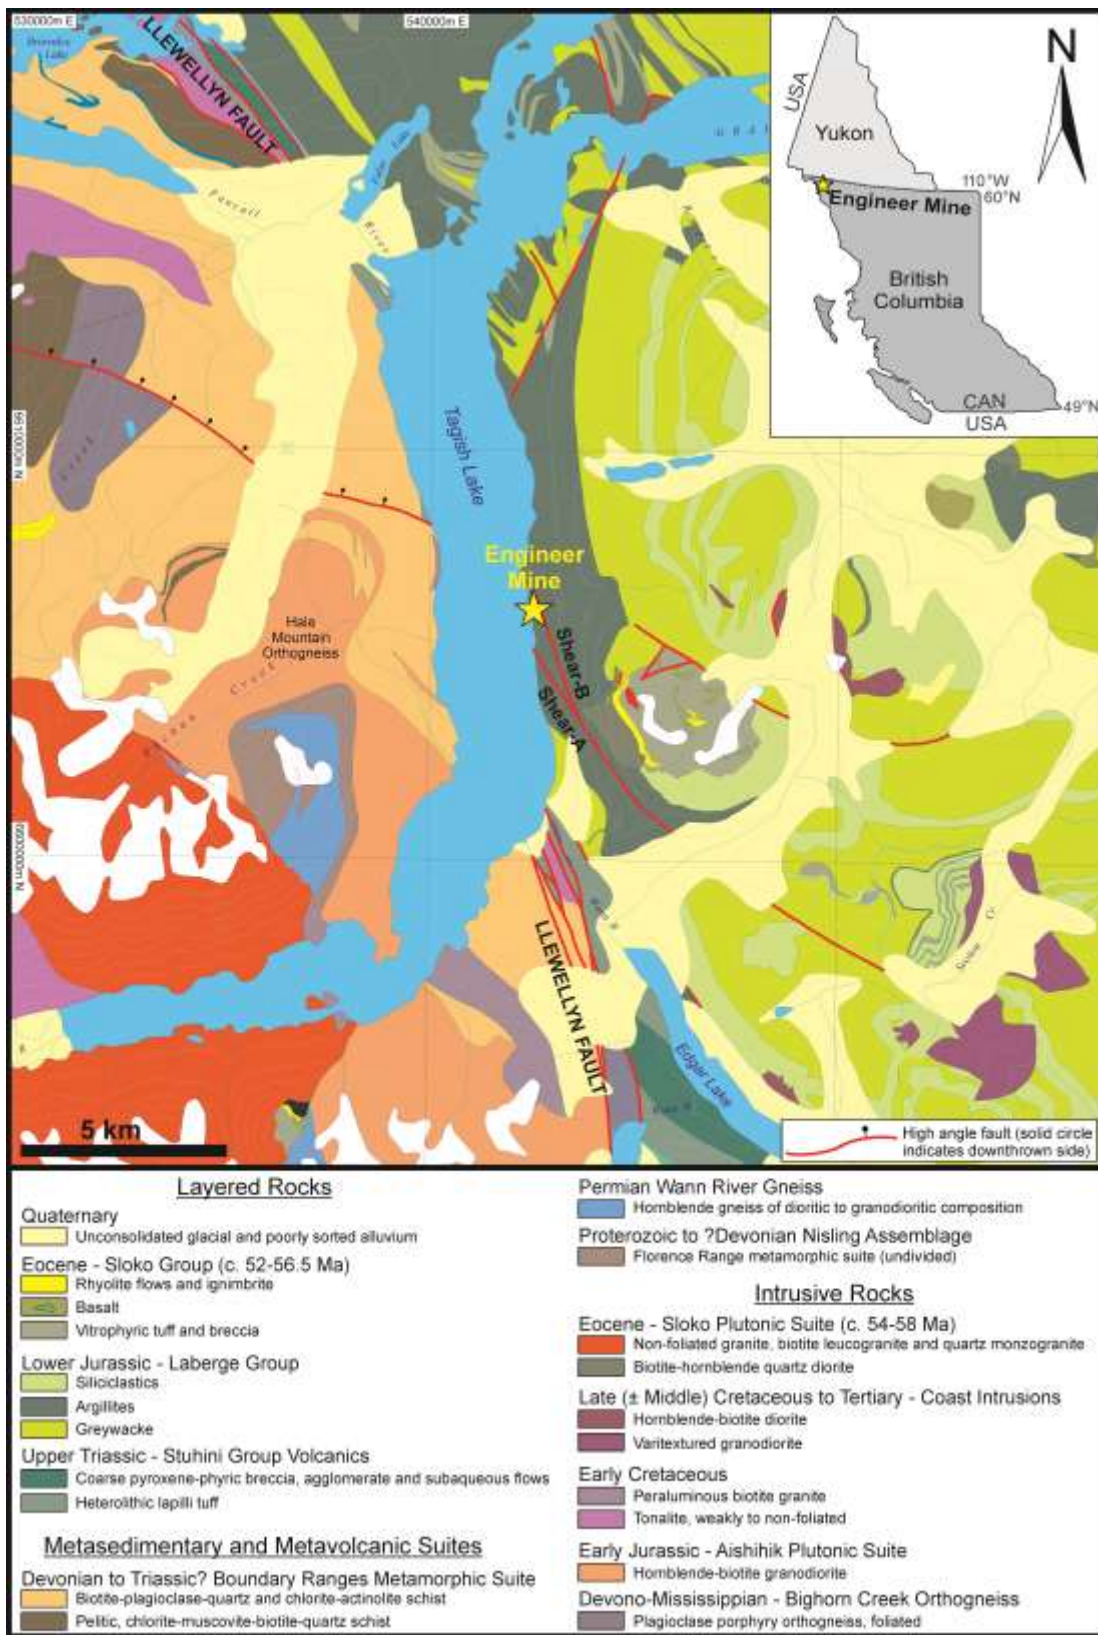 530000m E
540000m E
LLEWELLYN FAULT
Fantail
River
N
USA
Yukon
110°W
60°N
Engineer Mine
British
Columbia
CAN
USA
49°N
5510000m N
Tagish Lake
Engineer
Mine
Shear-B
Shear-A
Hale
Mountain
Orthogneiss
Creek
LLEWELLYN FAULT
Edgar Lake
5 km
High angle fault (solid circle
indicates downthrown side)
Layered Rocks
Quaternary
Unconsolidated glacial and poorly sorted alluvium
Eocene - Sloko Group (c. 52-56.5 Ma)
Rhyolite flows and ignimbrite
Basalt
Vitrophyric tuff and breccia
Lower Jurassic - Laberge Group
Siliciclastics
Argillites
Greywacke
Upper Triassic - Stuhini Group Volcanics
Coarse pyroxene-phyric breccia, agglomerate and subaqueous flows
Heterolithic lapilli tuff
Metasedimentary and Metavolcanic Suites
Devonian to Triassic? Boundary Ranges Metamorphic Suite
Biotite-plagioclase-quartz and chlorite-actinolite schist
Pelitic, chlorite-muscovite-biotite-quartz schist
Permian Wann River Gneiss
Hornblende gneiss of dioritic to granodioritic composition
Proterozoic to ?Devonian Nisling Assemblage
Florence Range metamorphic suite (undivided)
Intrusive Rocks
Eocene - Sloko Plutonic Suite (c. 54-58 Ma)
Non-foliated granite, biotite leucogranite and quartz monzogranite
Biotite-hornblende quartz diorite
Late (± Middle) Cretaceous to Tertiary - Coast Intrusions
Hornblende-biotite diorite
Varitextured granodiorite
Early Cretaceous
Peraluminous biotite granite
Tonalite, weakly to non-foliated
Early Jurassic - Aishihik Plutonic Suite
Hornblende-biotite granodiorite
Devono-Mississippian - Bighorn Creek Orthogneiss
Plagioclase porphyry orthogneiss, foliated